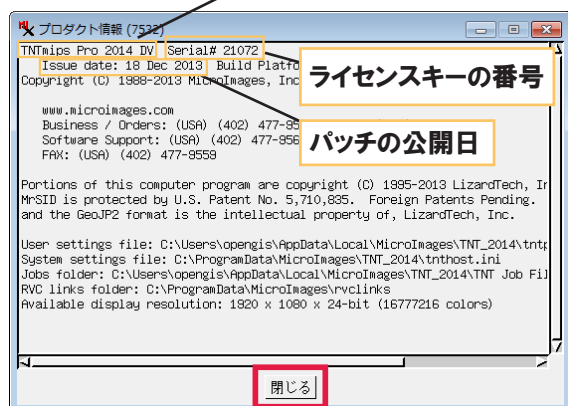 プロダクト情報 (7532)
TNTmips Pro 2014 DV Serial# 21072
Issue date: 18 Dec 2013 Build Platfo
Copyright (C) 1988-2013 MicroImages, Inc
ライセンスキーの番号
www.microimages.com
Business / Orders: (USA) (402) 477-95
Software Support: (USA) (402) 477-956
FAX: (USA) (402) 477-9559
パッチの公開日
Portions of this computer program are copyright (C) 1995-2013 LizardTech, Ir
MrSID is protected by U.S. Patent No. 5,710,835. Foreign Patents Pending.
and the GeoJP2 format is the intellectual property of, LizardTech, Inc.
User settings file: C:\Users\opengis\AppData\Local\MicroImages\TNT_2014\tntp
System settings file: C:\ProgramData\MicroImages\TNT_2014\tnthost.ini
Jobs folder: C:\Users\opengis\AppData\Local\MicroImages\TNT_2014\TNT Job Fil
RVC links folder: C:\ProgramData\MicroImages\rvclinks
Available display resolution: 1920 x 1080 x 24-bit (16777216 colors)
閉じる